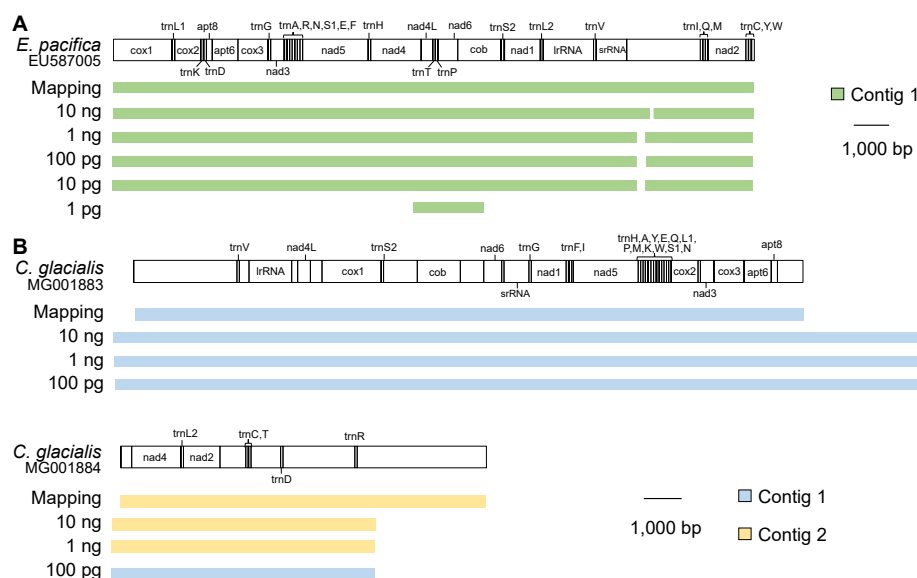 A
trnL1 apt8 trnG trnA,R,N,S1,E,F trnH nad4L nad6 trnS2 trnL2 trnV trnI,Q,M trnC,Y,W
E. pacifica
EU587005
cox1 cox2 apt6 cox3 nad5 nad4 cob nad1 lrRNA srRNA nad2
trnK trnD nad3 trnT trnP
Mapping
10 ng
1 ng
100 pg
10 pg
1 pg
Contig 1
1,000 bp
B
trnV nad4L trnS2 nad6 trnG trnF,I trnH,A,Y,E,Q,L1, apt8
P,M,K,W,S1,N
C. glacialis
MG001883
lrRNA cox1 cob nad1 nad5 cox2 cox3 apt6
srRNA nad3
Mapping
10 ng
1 ng
100 pg
trnL2 trnC,T trnR
C. glacialis
MG001884
nad4 nad2
trnD
Mapping
10 ng
1 ng
100 pg
1,000 bp
Contig 1
Contig 2